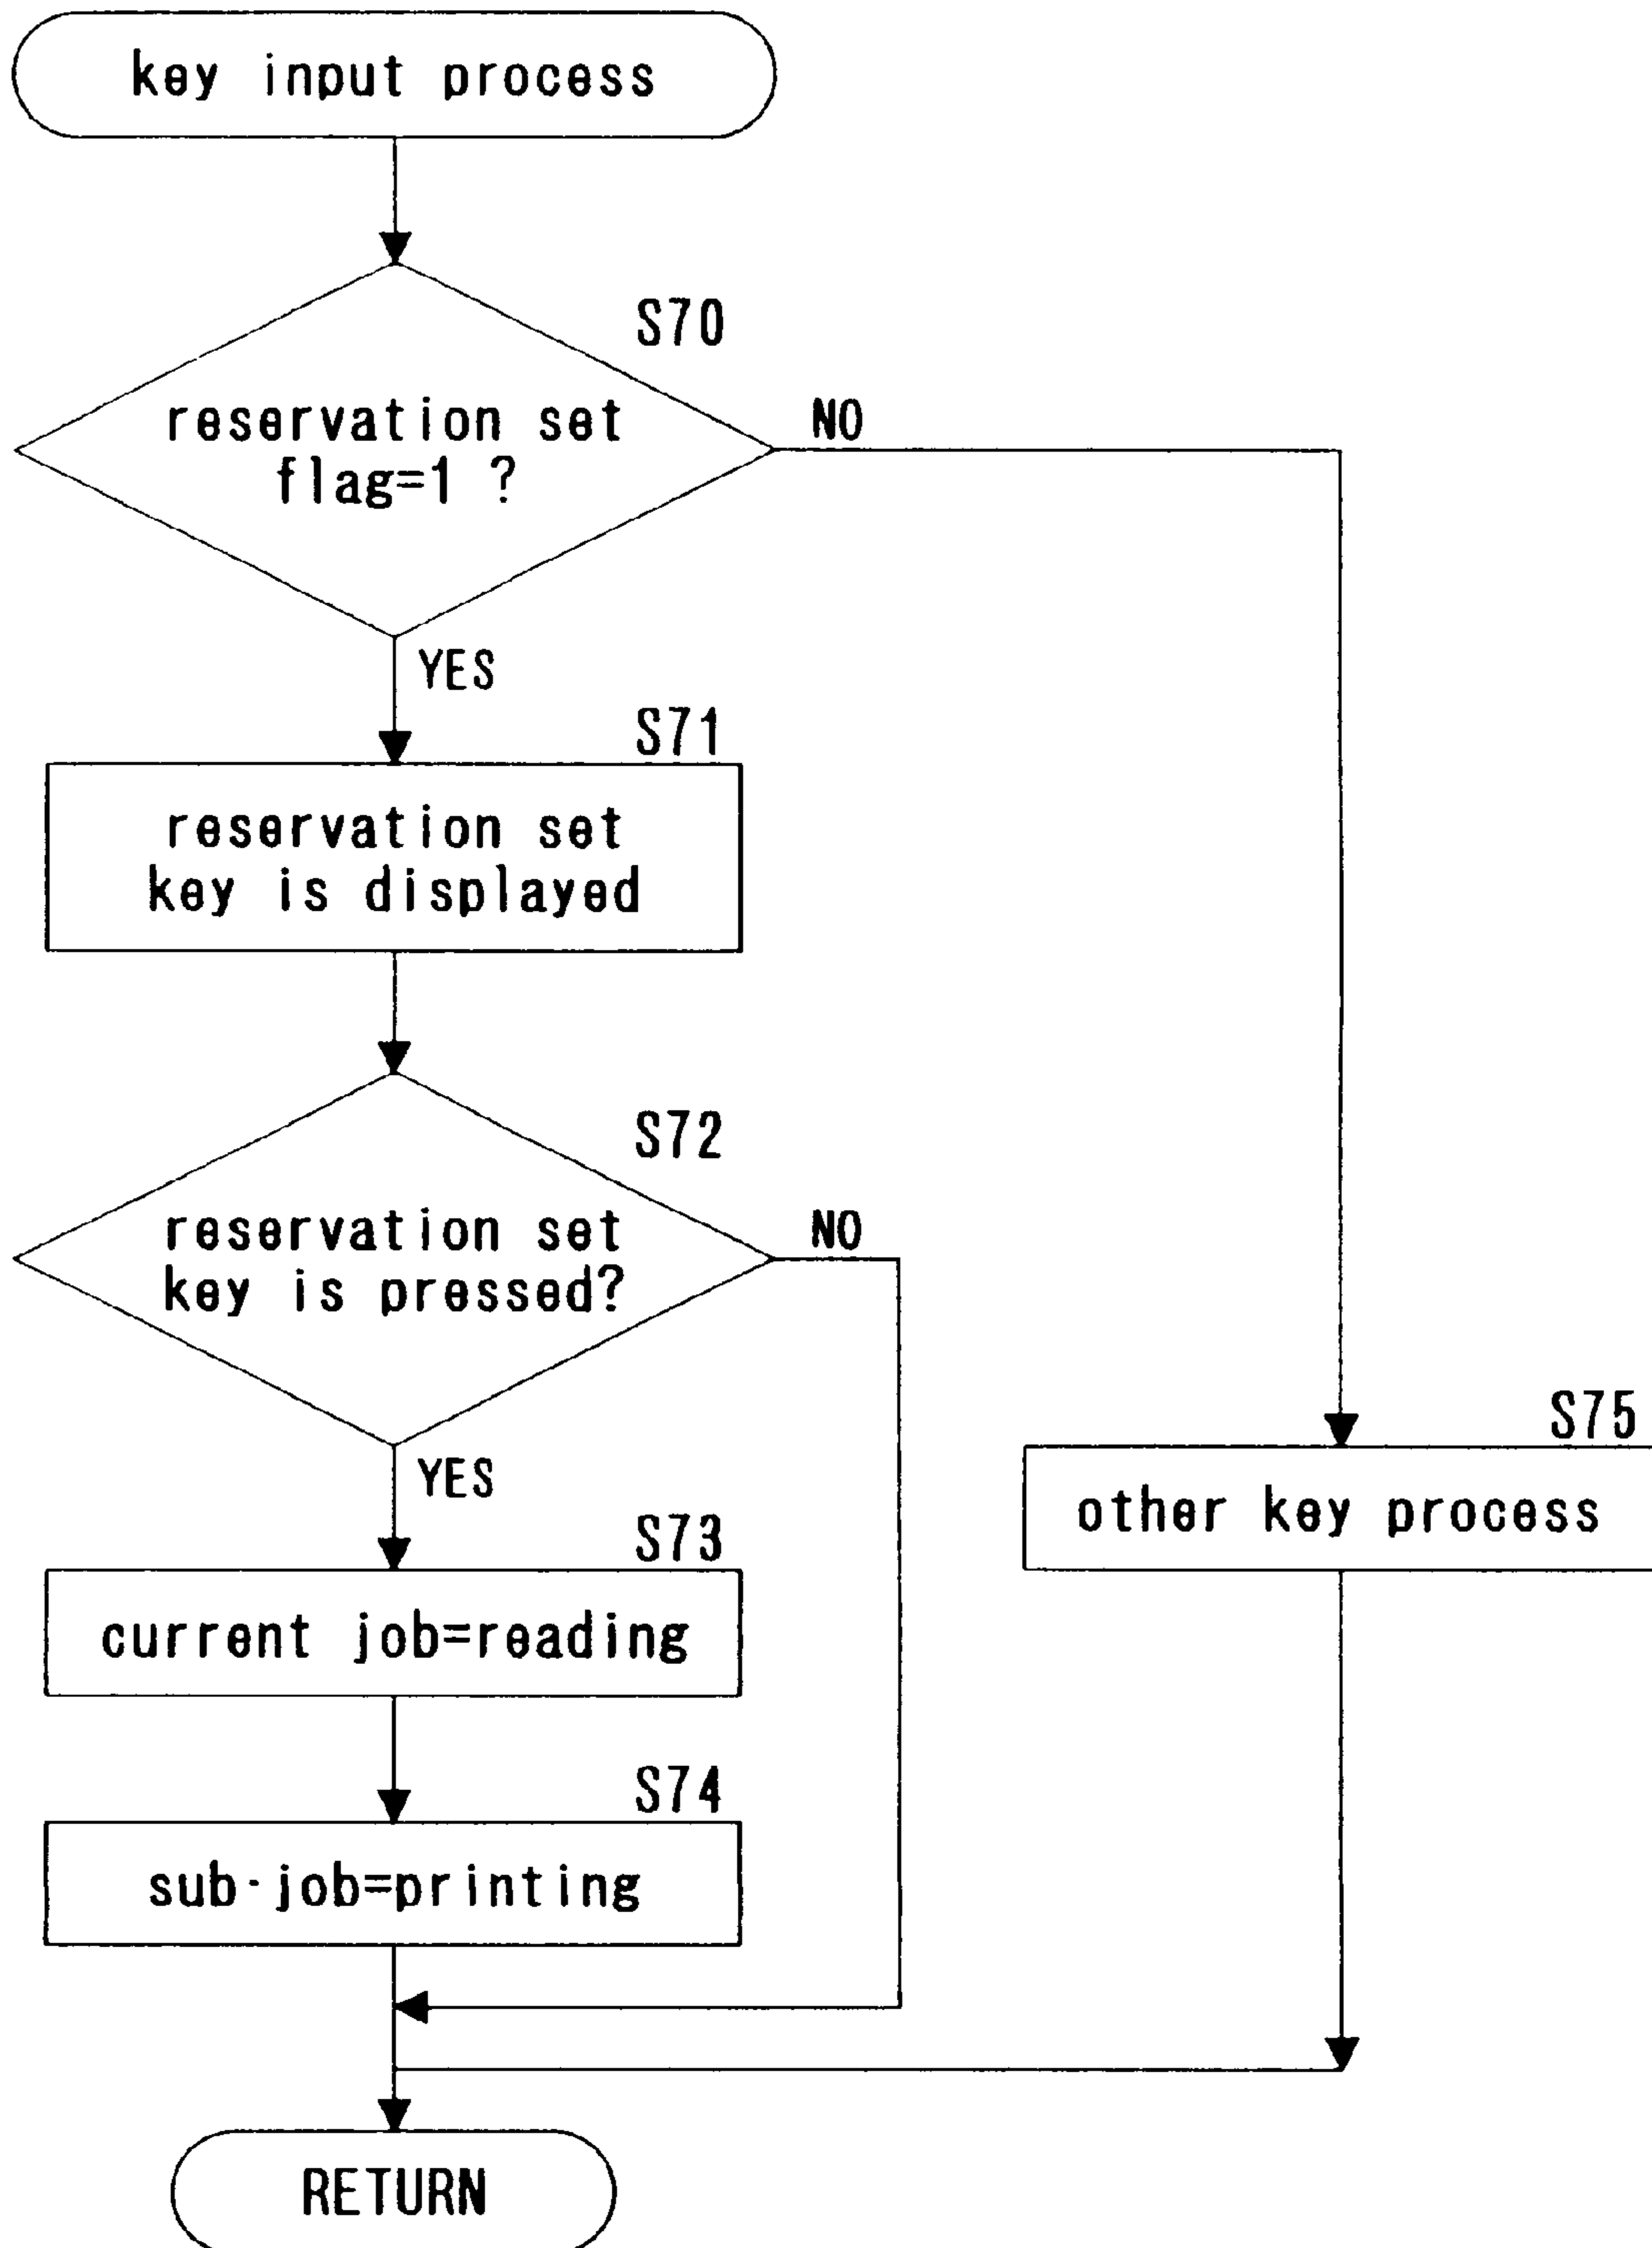 key input process
S70
reservation set
flag=1 ?
NO
YES
S71
reservation set
key is displayed
S72
reservation set
key is pressed?
NO
YES
S75
other key process
S73
current job=reading
S74
sub-job=printing
RETURN